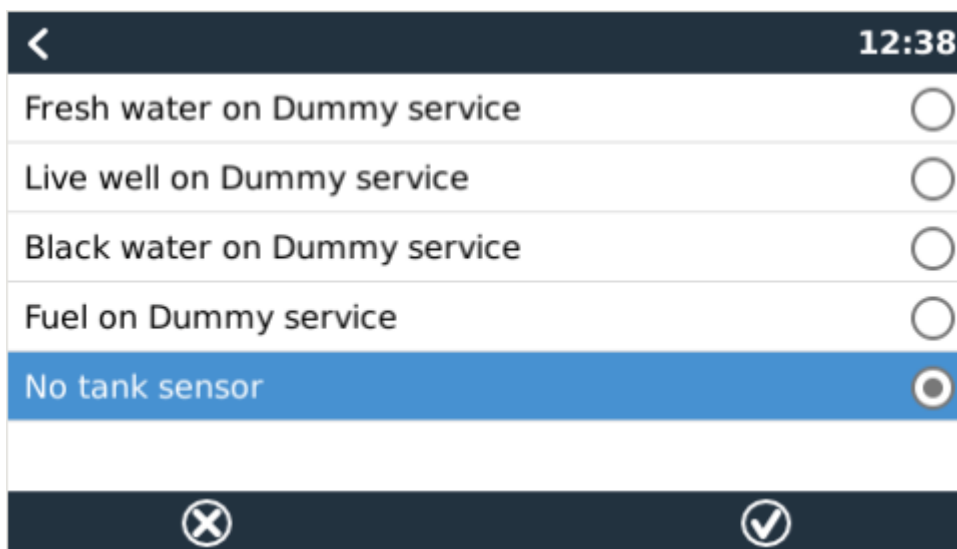 12:38
Fresh water on Dummy service
Live well on Dummy service
Black water on Dummy service
Fuel on Dummy service
No tank sensor